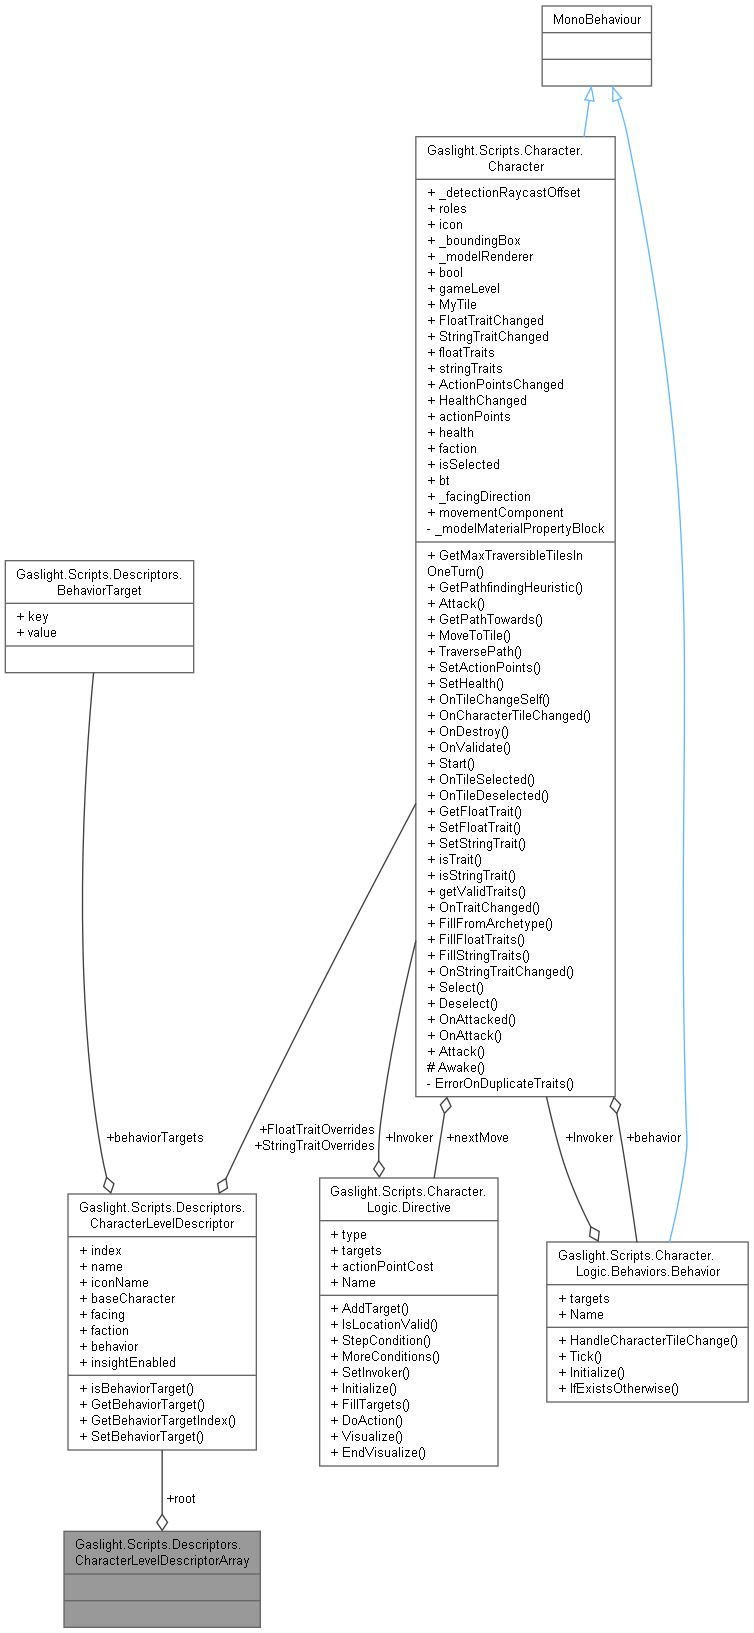 MonoBehaviour
Gaslight.Scripts.Character.
Character
+ _detectionRaycastOffset
+ roles
+ icon
+ _boundingBox
+ _modelRenderer
+ bool
+ gameLevel
+ MyTile
+ FloatTraitChanged
+ StringTraitChanged
+ floatTraits
+ stringTraits
+ ActionPointsChanged
+ HealthChanged
+ actionPoints
+ health
+ faction
+ isSelected
+ bt
+ _facingDirection
+ movementComponent
- _modelMaterialPropertyBlock
+ GetMaxTraversibleTilesIn
OneTurn()
+ GetPathfindingHeuristic()
+ Attack()
+ GetPathTowards()
+ MoveToTile()
+ TraversePath()
+ SetActionPoints()
+ SetHealth()
+ OnTileChangeSelf()
+ OnCharacterTileChanged()
+ OnDestroy()
+ OnValidate()
+ Start()
+ OnTileSelected()
+ OnTileDeselected()
+ GetFloatTrait()
+ SetFloatTrait()
+ SetStringTrait()
+ isTrait()
+ isStringTrait()
+ getValidTraits()
+ OnTraitChanged()
+ FillFromArchetype()
+ FillFloatTraits()
+ FillStringTraits()
+ OnStringTraitChanged()
+ Select()
+ Deselect()
+ OnAttacked()
+ OnAttack()
+ Attack()
# Awake()
- ErrorOnDuplicateTraits()
Gaslight.Scripts.Descriptors.
BehaviorTarget
+ key
+ value
+behaviorTargets
+FloatTraitOverrides
+StringTraitOverrides
+Invoker
+nextMove
+Invoker
+behavior
Gaslight.Scripts.Descriptors.
CharacterLevelDescriptor
+ index
+ name
+ iconName
+ baseCharacter
+ facing
+ faction
+ behavior
+ insightEnabled
+ isBehaviorTarget()
+ GetBehaviorTarget()
+ GetBehaviorTargetIndex()
+ SetBehaviorTarget()
Gaslight.Scripts.Character.
Logic.Directive
+ type
+ targets
+ actionPointCost
+ Name
+ AddTarget()
+ IsLocationValid()
+ StepCondition()
+ MoreConditions()
+ SetInvoker()
+ Initialize()
+ FillTargets()
+ DoAction()
+ Visualize()
+ EndVisualize()
Gaslight.Scripts.Character.
Logic.Behaviors.Behavior
+ targets
+ Name
+ HandleCharacterTileChange()
+ Tick()
+ Initialize()
+ IfExistsOtherwise()
+root
Gaslight.Scripts.Descriptors.
CharacterLevelDescriptorArray